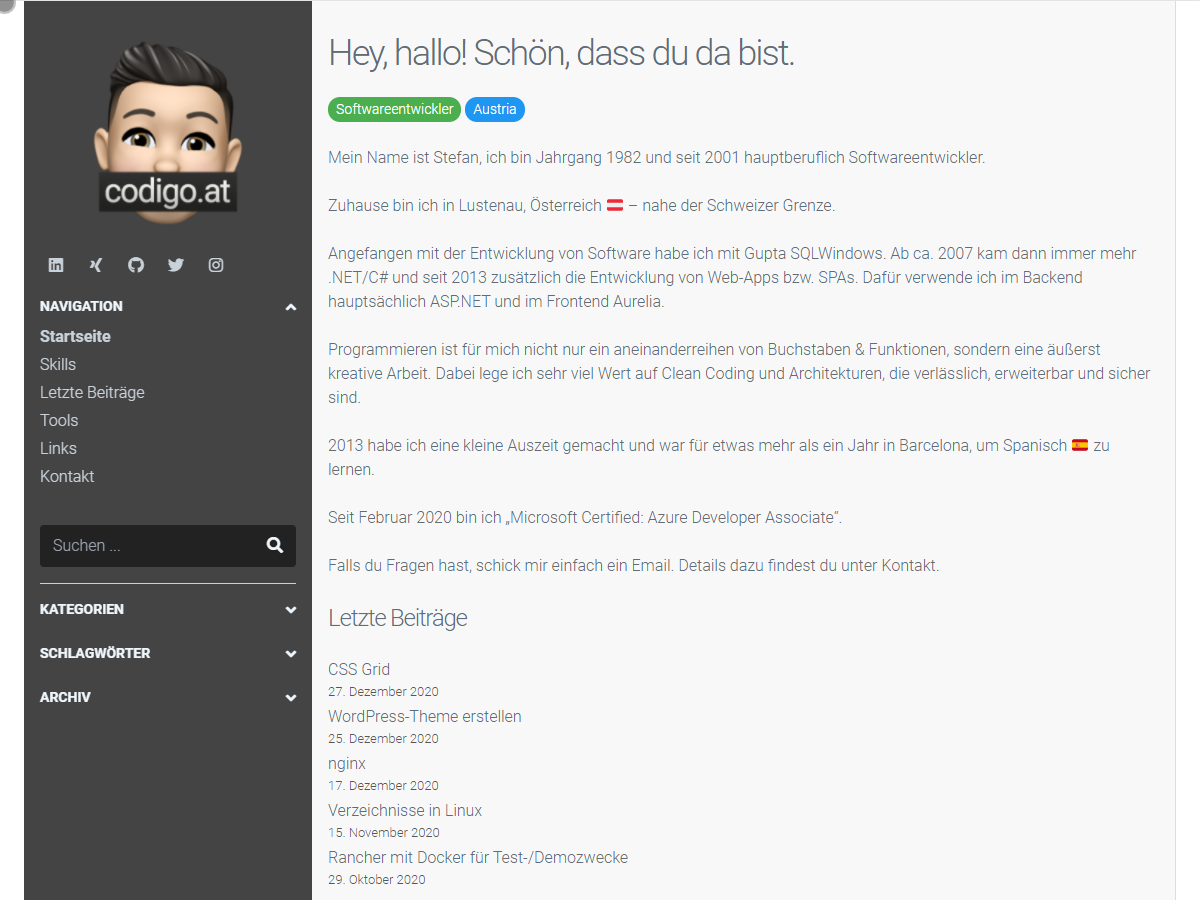 codigo.at
NAVIGATION
Startseite
Skills
Letzte Beiträge
Tools
Links
Kontakt
Suchen ...
KATEGORIEN
SCHLAGWÖRTER
ARCHIV
Hey, hallo! Schön, dass du da bist.
Softwareentwickler Austria
Mein Name ist Stefan, ich bin Jahrgang 1982 und seit 2001 hauptberuflich Softwareentwickler.
Zuhause bin ich in Lustenau, Österreich 🇦🇹 – nahe der Schweizer Grenze.
Angefangen mit der Entwicklung von Software habe ich mit Gupta SQLWindows. Ab ca. 2007 kam dann immer mehr
.NET/C# und seit 2013 zusätzlich die Entwicklung von Web-Apps bzw. SPAs. Dafür verwende ich im Backend
hauptsächlich ASP.NET und im Frontend Aurelia.
Programmieren ist für mich nicht nur ein aneinanderreihen von Buchstaben & Funktionen, sondern eine äußerst
kreative Arbeit. Dabei lege ich sehr viel Wert auf Clean Coding und Architekturen, die verlässlich, erweiterbar und sicher
sind.
2013 habe ich eine kleine Auszeit gemacht und war für etwas mehr als ein Jahr in Barcelona, um Spanisch 🇪🇸 zu
lernen.
Seit Februar 2020 bin ich „Microsoft Certified: Azure Developer Associate“.
Falls du Fragen hast, schick mir einfach ein Email. Details dazu findest du unter Kontakt.
Letzte Beiträge
CSS Grid
27. Dezember 2020
WordPress-Theme erstellen
25. Dezember 2020
nginx
17. Dezember 2020
Verzeichnisse in Linux
15. November 2020
Rancher mit Docker für Test-/Demozwecke
29. Oktober 2020